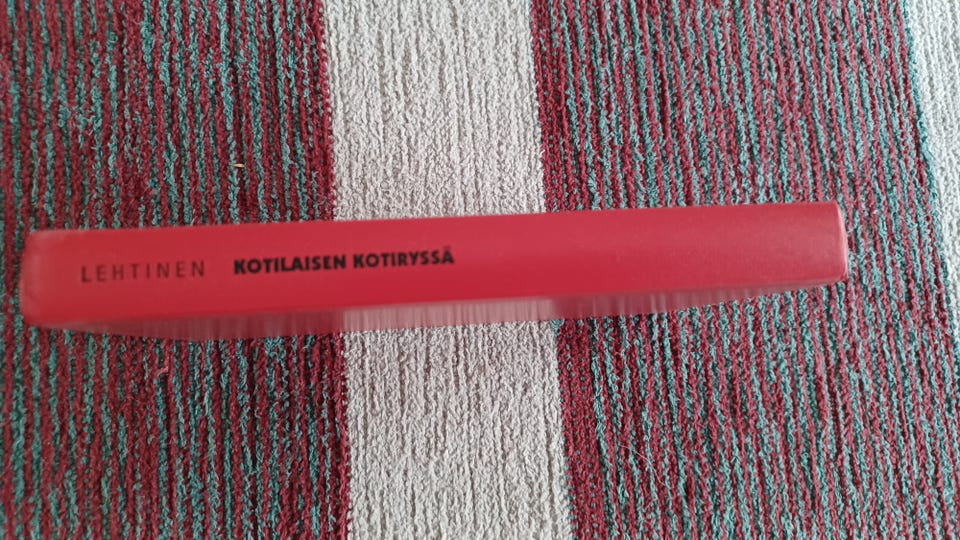 LEHTINEN KOTILAISEN KOTIRYSSÄ